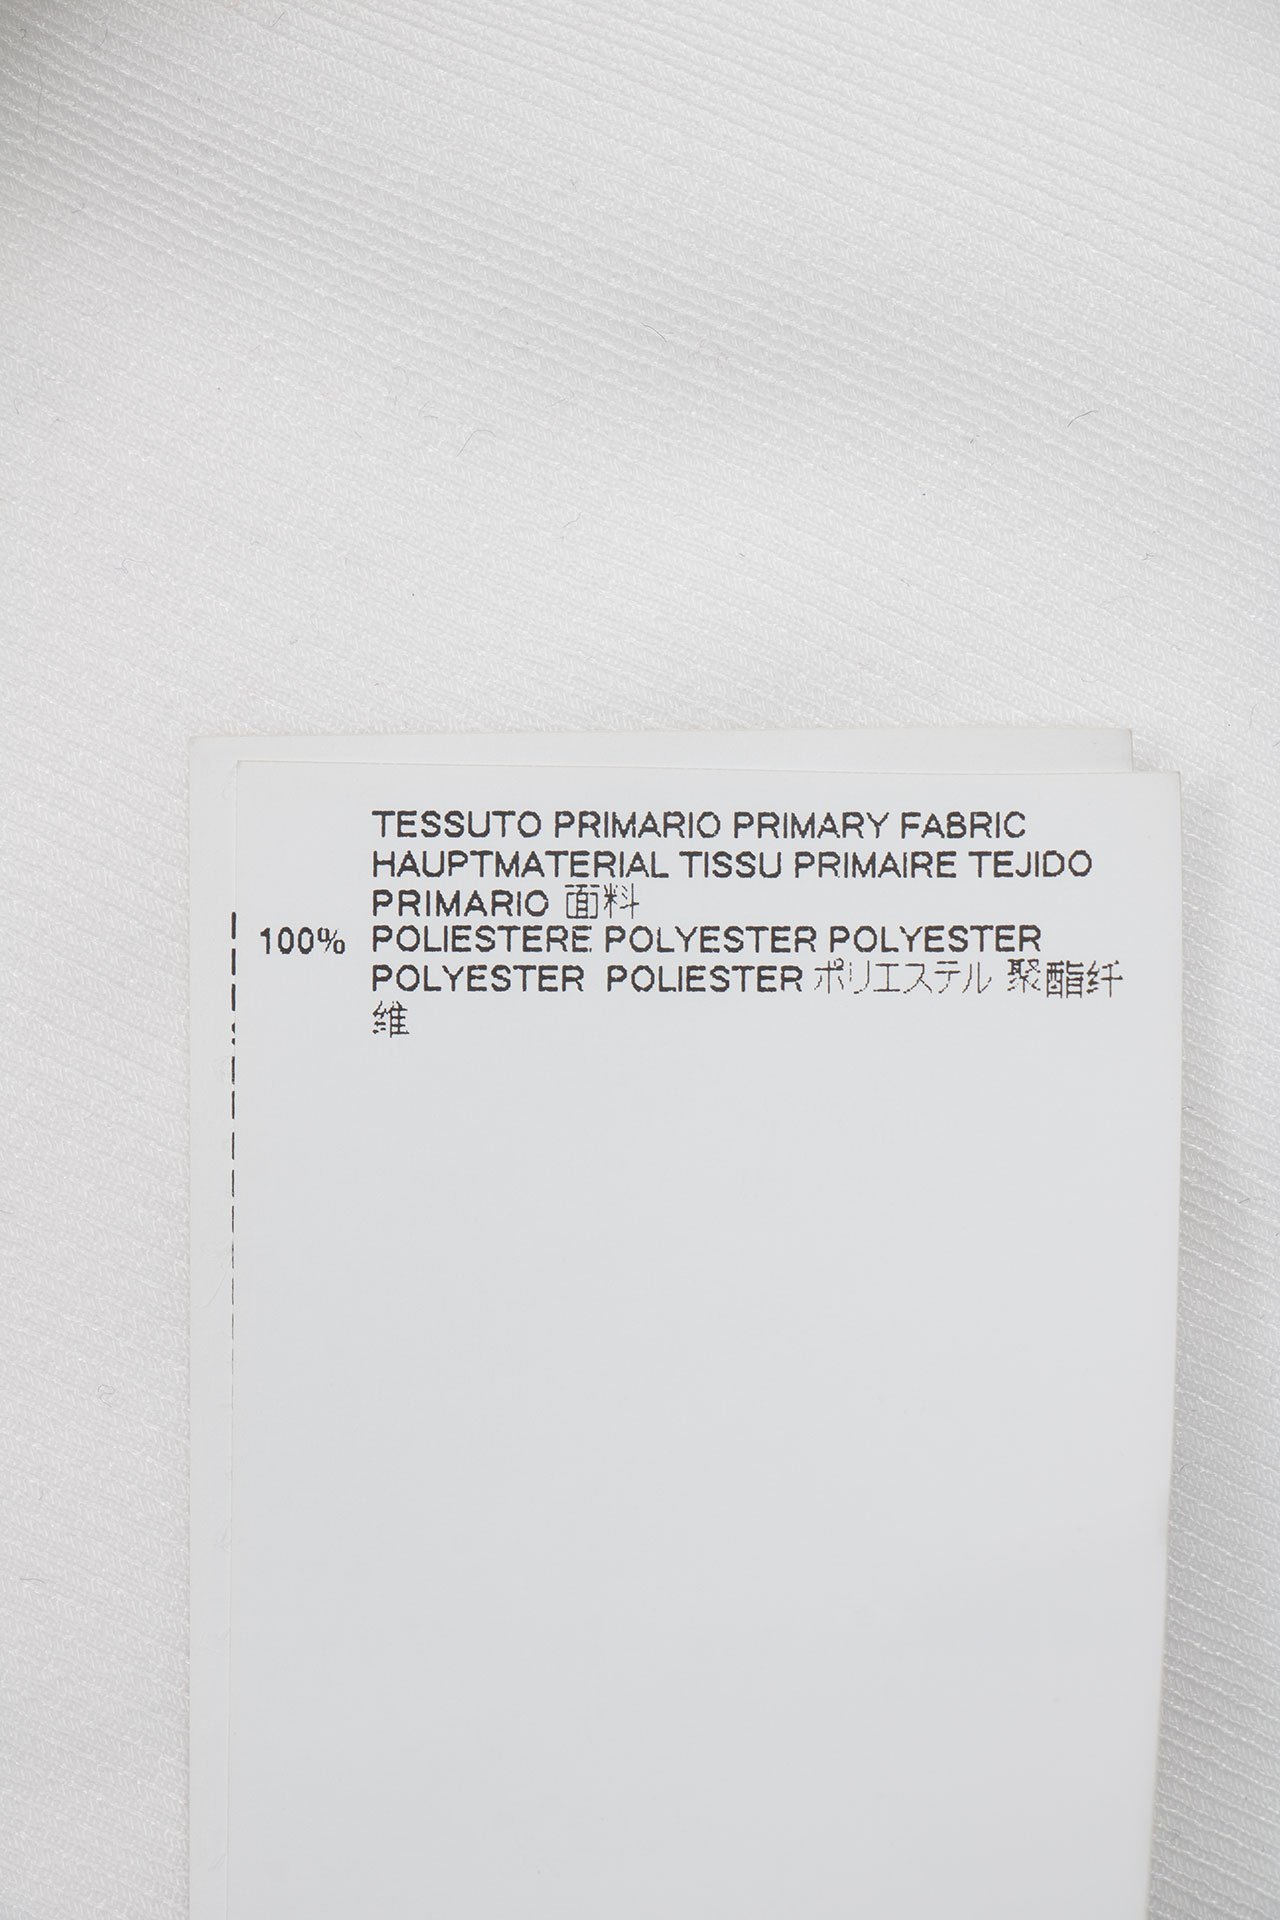 TESSUTO PRIMARIO PRIMARY FABRIC
HAUPTMATERIAL TISSU PRIMAIRE TEJIDO
PRIMARIO 面料
100% POLIESTERE POLYESTER POLYESTER
POLYESTER POLIESTER ポリエステル 聚酯纤
维